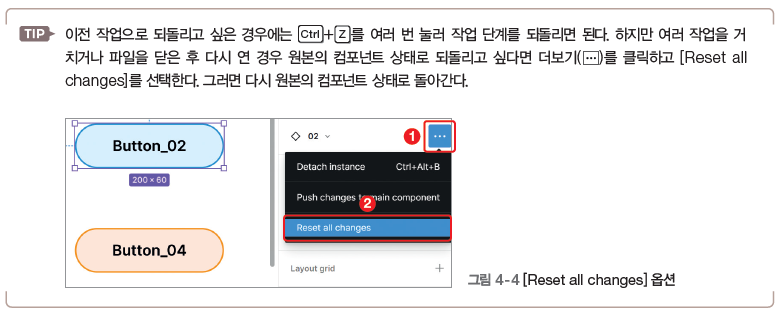 TIP 이전 작업으로 되돌리고 싶은 경우에는 Ctrl+Z를 여러 번 눌러 작업 단계를 되돌리면 된다. 하지만 여러 작업을 거
치거나 파일을 닫은 후 다시 연 경우 원본의 컴포넌트 상태로 되돌리고 싶다면 더보기(⋯)를 클릭하고 [Reset all
changes]를 선택한다. 그러면 다시 원본의 컴포넌트 상태로 돌아간다.
Button_02
200 × 60
Button_04
02
1
⋯
Detach instance Ctrl+Alt+B
Push changes to main component
2
Reset all changes
Layout grid +
그림 4-4 [Reset all changes] 옵션